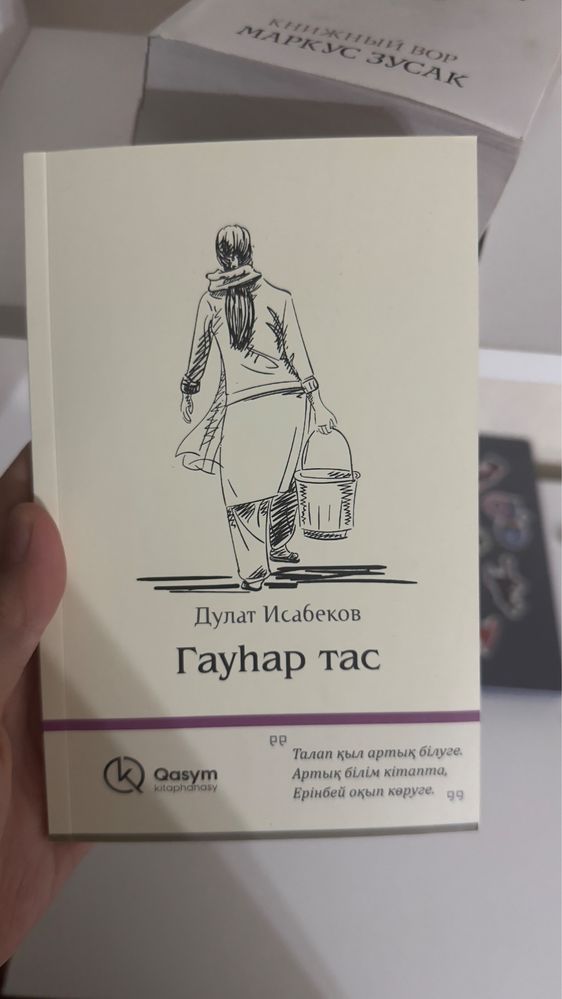 КНИЖНЫЙ ВОР
МАРКУС ЗУСАК
Дулат Исабеков
Гауһар тас
Qasym
kitaphanasy
Талап қыл артық білуге.
Артық білім кітапта,
Ерінбей оқып көруге.